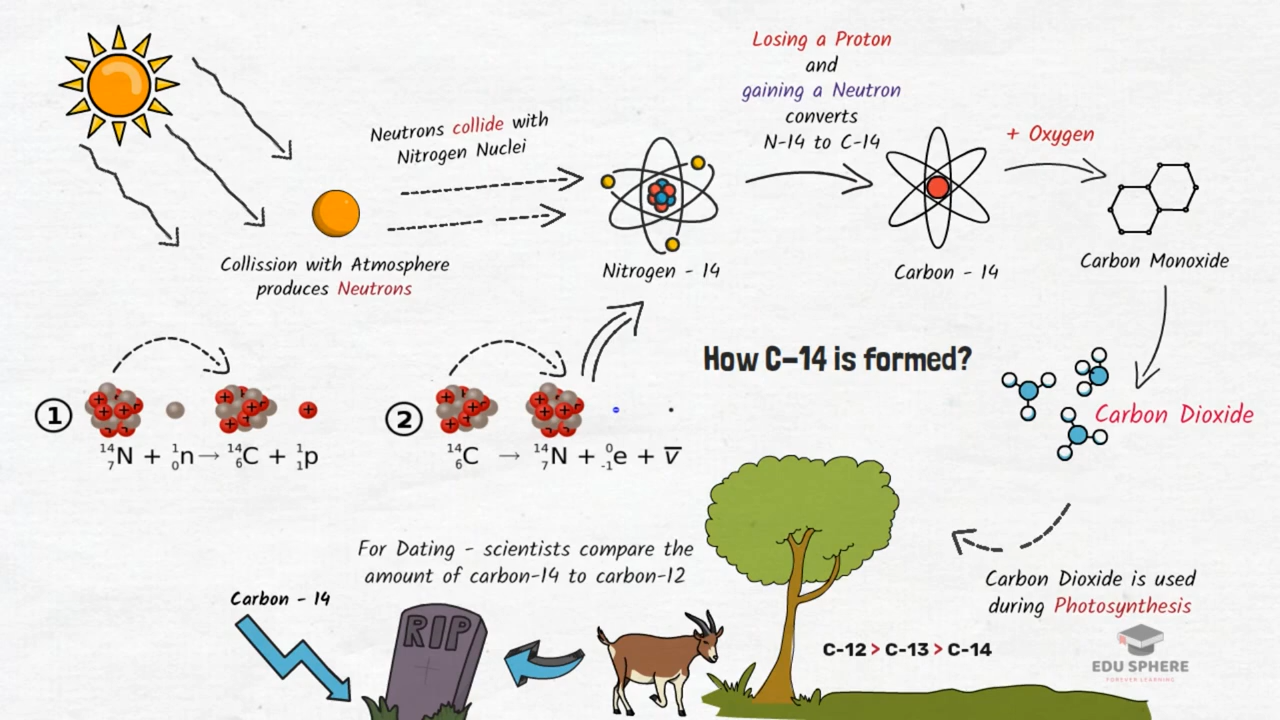 Losing a Proton
and
gaining a Neutron
converts
N-14 to C-14
Neutrons collide with
Nitrogen Nuclei
+ Oxygen
Collission with Atmosphere
produces Neutrons
Nitrogen - 14
Carbon - 14
Carbon Monoxide
How C-14 is formed?
1
¹⁴₇N + ¹₀n → ¹⁴₆C + ¹₁p
2
¹⁴₆C → ¹⁴₇N + ⁰₋₁e + v̅
Carbon Dioxide
For Dating - scientists compare the
amount of carbon-14 to carbon-12
Carbon Dioxide is used
during Photosynthesis
Carbon - 14
RIP
C-12 > C-13 > C-14
EDU SPHERE
FOREVER LEARNING